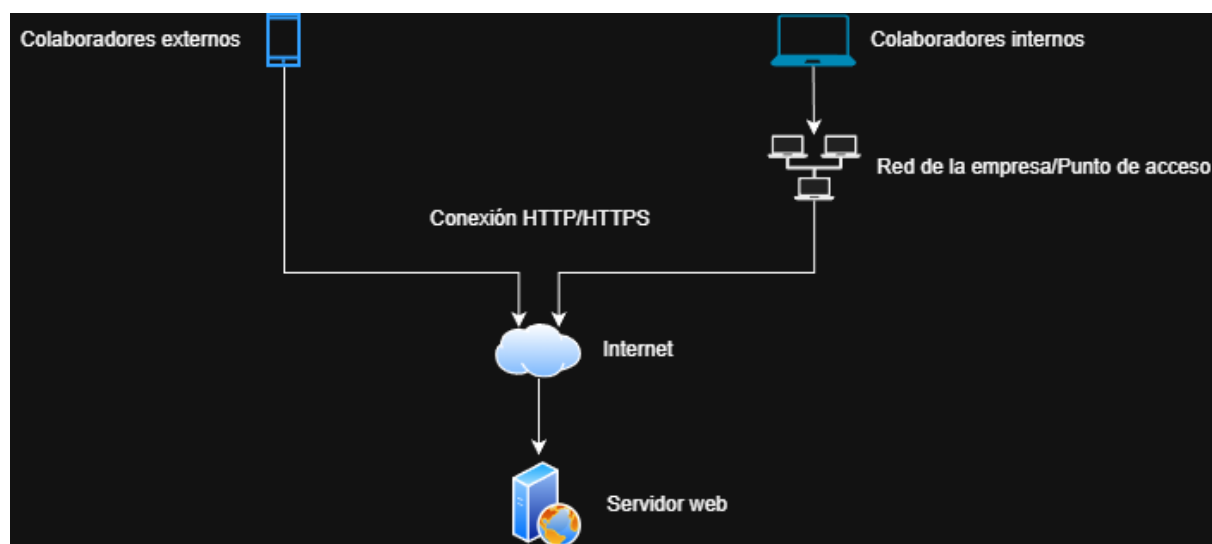 Colaboradores externos
Colaboradores internos
Red de la empresa/Punto de acceso
Conexión HTTP/HTTPS
Internet
Servidor web